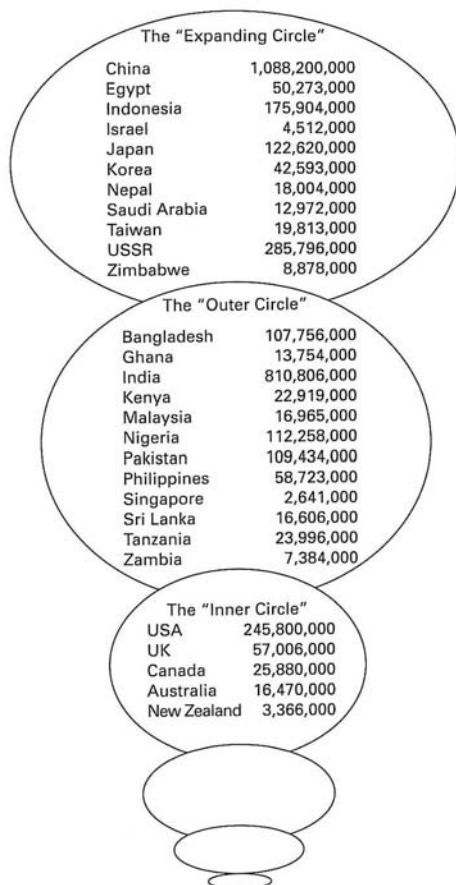 The “Expanding Circle”
China 1,088,200,000
Egypt 50,273,000
Indonesia 175,904,000
Israel 4,512,000
Japan 122,620,000
Korea 42,593,000
Nepal 18,004,000
Saudi Arabia 12,972,000
Taiwan 19,813,000
USSR 285,796,000
Zimbabwe 8,878,000
The “Outer Circle”
Bangladesh 107,756,000
Ghana 13,754,000
India 810,806,000
Kenya 22,919,000
Malaysia 16,965,000
Nigeria 112,258,000
Pakistan 109,434,000
Philippines 58,723,000
Singapore 2,641,000
Sri Lanka 16,606,000
Tanzania 23,996,000
Zambia 7,384,000
The “Inner Circle”
USA 245,800,000
UK 57,006,000
Canada 25,880,000
Australia 16,470,000
New Zealand 3,366,000